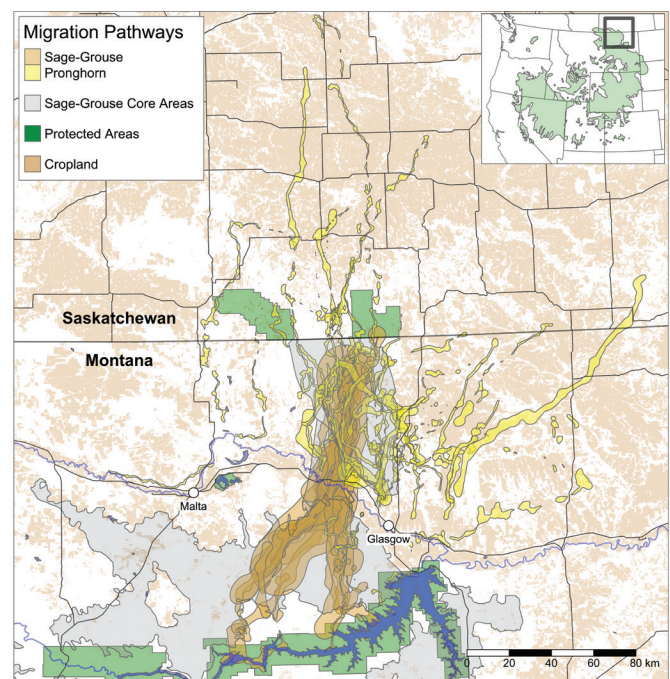 Migration Pathways
Sage-Grouse
Pronghorn
Sage-Grouse Core Areas
Protected Areas
Cropland
Saskatchewan
Montana
Malta
Glasgow
0 20 40 60 80 km